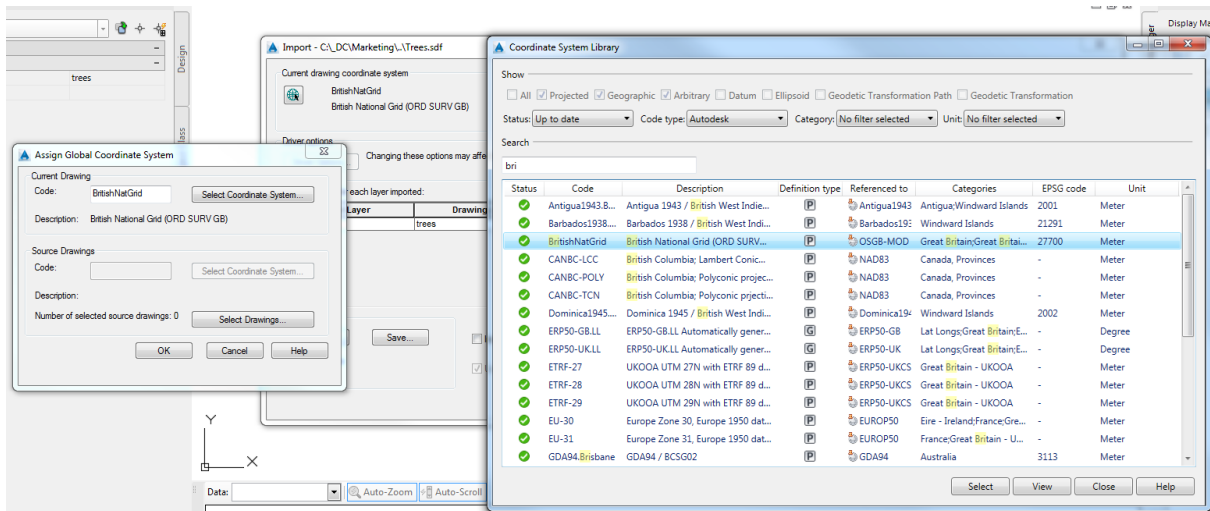 Display Ma
trees
Design
ass
Import - C:\_DC\Marketing\..\Trees.sdf
Current drawing coordinate system
BritishNatGrid
British National Grid (ORD SURV GB)
Driver options
Changing these options may affe
each layer imported:
Layer Drawing
trees
Save...
Assign Global Coordinate System
Current Drawing
Code: BritishNatGrid Select Coordinate System...
Description: British National Grid (ORD SURV GB)
Source Drawings
Code: Select Coordinate System...
Description:
Number of selected source drawings: 0 Select Drawings...
OK Cancel Help
Y
X
Data: Auto-Zoom Auto-Scroll
Coordinate System Library
Show
All Projected Geographic Arbitrary Datum Ellipsoid Geodetic Transformation Path Geodetic Transformation
Status: Up to date Code type: Autodesk Category: No filter selected Unit: No filter selected
Search
bri
Status Code Description Definition type Referenced to Categories EPSG code Unit
Antigua1943.B... Antigua 1943 / British West Indie... P Antigua1943 Antigua;Windward Islands 2001 Meter
Barbados1938.... Barbados 1938 / British West Indi... P Barbados193 Windward Islands 21291 Meter
BritishNatGrid British National Grid (ORD SURV... P OSGB-MOD Great Britain;Great Britai... 27700 Meter
CANBC-LCC British Columbia; Lambert Conic... P NAD83 Canada, Provinces - Meter
CANBC-POLY British Columbia; Polyconic projec... P NAD83 Canada, Provinces - Meter
CANBC-TCN British Columbia; Polyconic prjecti... P NAD83 Canada, Provinces - Meter
Dominica1945.... Dominica 1945 / British West Indi... P Dominica194 Windward Islands 2002 Meter
ERP50-GB.LL ERP50-GB.LL Automatically gener... G ERP50-GB Lat Longs;Great Britain;E... - Degree
ERP50-UK.LL ERP50-UK.LL Automatically gener... G ERP50-UK Lat Longs;Great Britain;E... - Degree
ETRF-27 UKOOA UTM 27N with ETRF 89 d... P ERP50-UKCS Great Britain - UKOOA - Meter
ETRF-28 UKOOA UTM 28N with ETRF 89 d... P ERP50-UKCS Great Britain - UKOOA - Meter
ETRF-29 UKOOA UTM 29N with ETRF 89 d... P ERP50-UKCS Great Britain - UKOOA - Meter
EU-30 Europe Zone 30, Europe 1950 dat... P EUROP50 Eire - Ireland;France;Gre... - Meter
EU-31 Europe Zone 31, Europe 1950 dat... P EUROP50 France;Great Britain - U... - Meter
GDA94.Brisbane GDA94 / BCSG02 P GDA94 Australia 3113 Meter
Select View Close Help